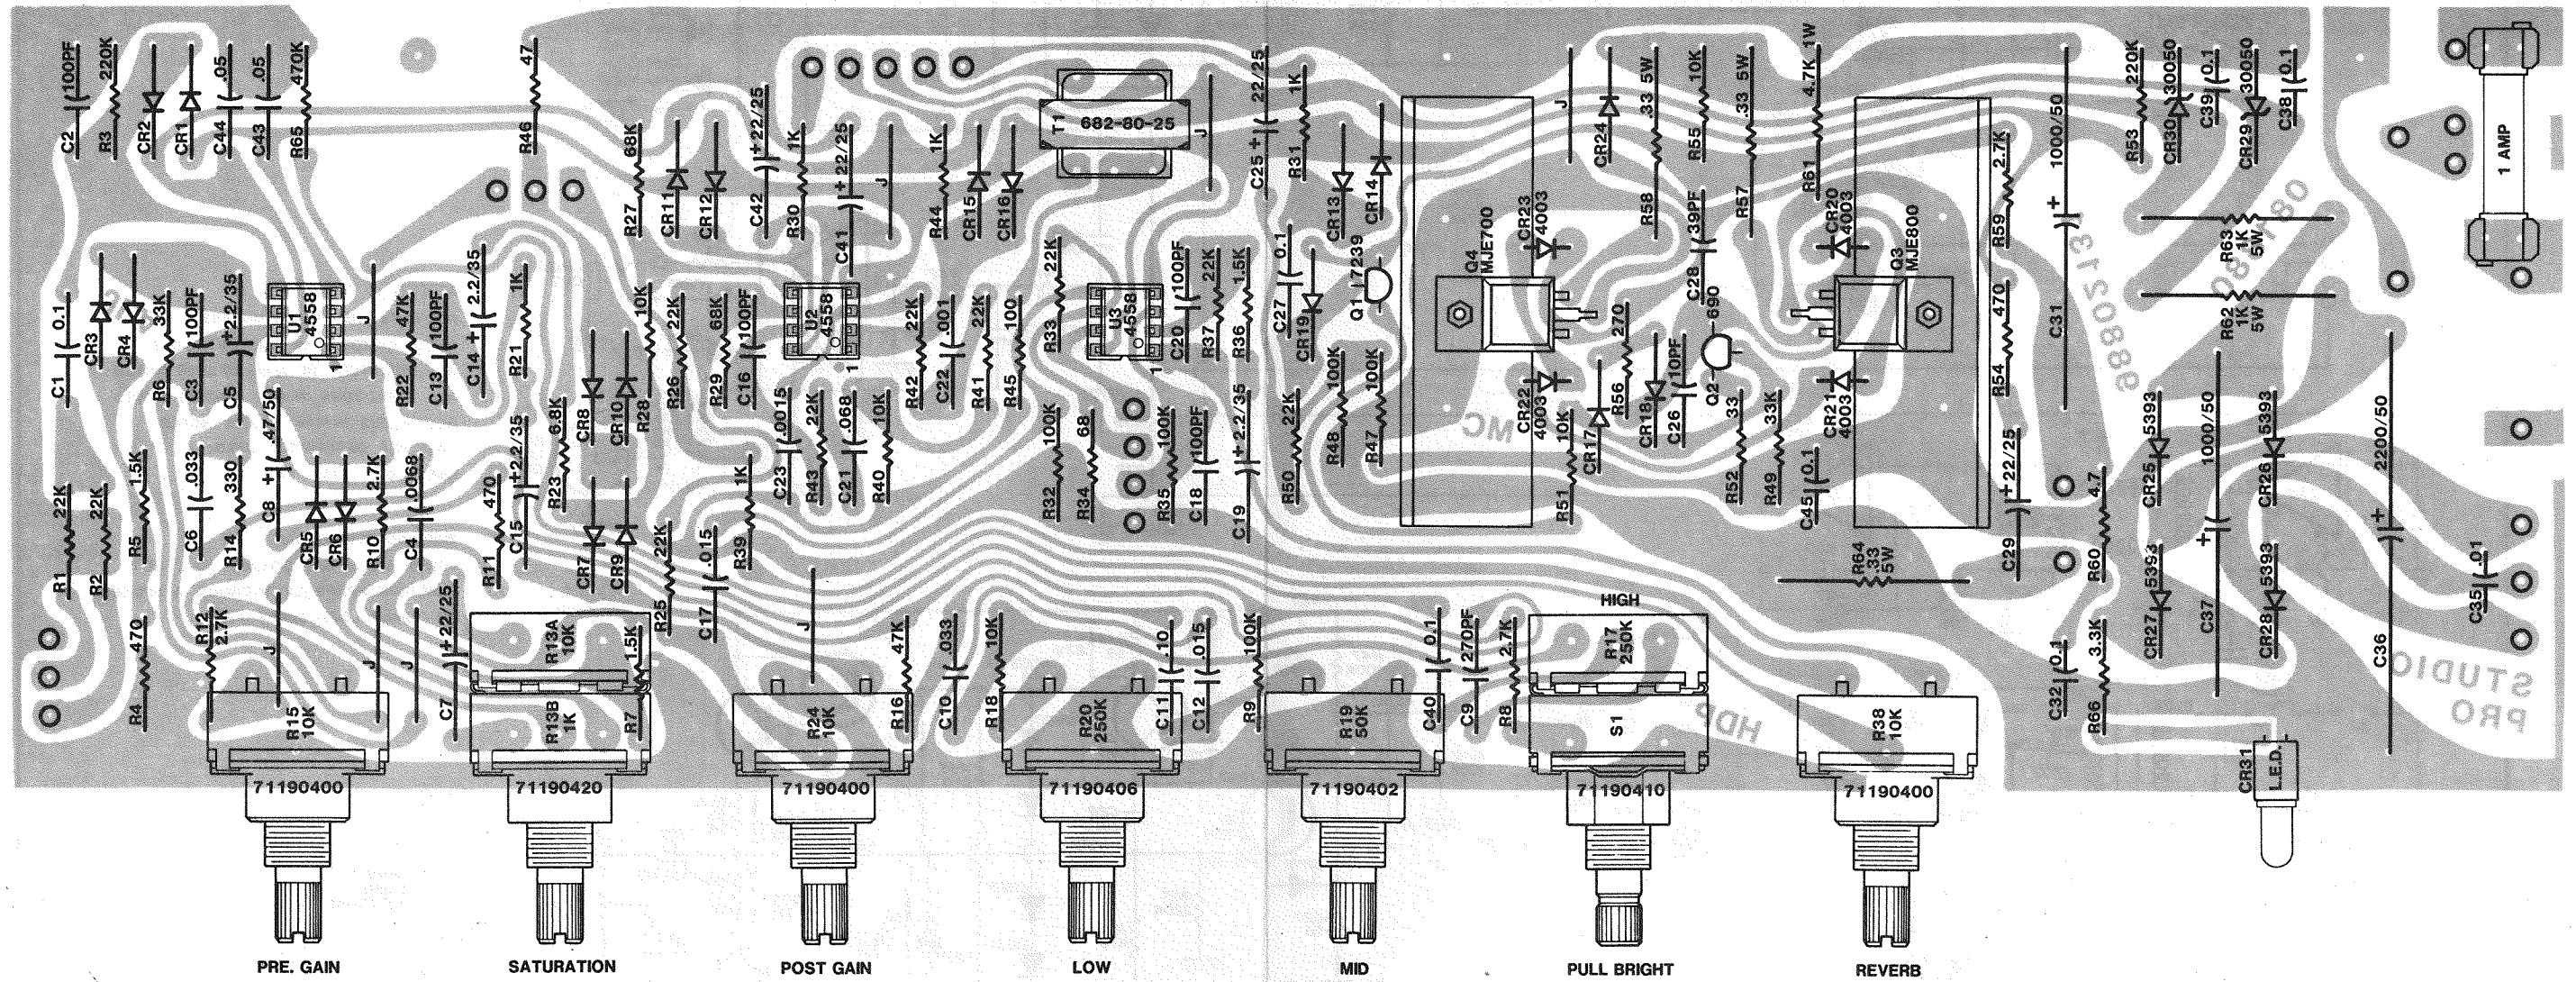 C2 100PF
R3 220K
CR2
CR1
C44 .05
C43 .05
R65 470K
R46 47
R27 68K
CR11
CR12
C42 +22/25
R30 1K
C41 +22/25
J
R44 1K
CR15
CR16
T1 682-80-25
J
C25 + 22/25
R31 1K
CR13
CR14
J
CR24
R58 .33 5W
R55 10K
R57 .33 5W
R61 4.7K 1W
R59 2.7K
C31 + 1000/50
R53 220K
CR30 30050
C39 0.1
CR29 30050
C38 0.1
1 AMP
C1 0.1
CR3
CR4
R6 33K
C3 100PF
C5 +2.2/35
U1 4558
1
J
R22 47K
C13 100PF
C14 + 2.2/35
R21 1K
R28 10K
R26 22K
R29 68K
C16 100PF
U2 4558
1
R42 22K
C22 .001
R41 22K
R45 100
R33 22K
U3 4558
1
C20 100PF
R37 22K
R36 1.5K
C27 0.1
CR19
Q1 7239
Q4 MJE700
CR23 4003
C28 39PF
Q2 690
CR20 4003
Q3 MJE800
R54 470
R63 1K 5W
R62 1K 5W
9880213
R1 22K
R2 22K
R5 1.5K
C6 .033
R14 330
C8 + .47/50
CR5
CR6
R10 2.7K
C4 .0068
R11 470
C15 +2.2/35
R23 6.8K
CR8
CR10
CR7
CR9
R25 22K
C17 .015
R39 1K
C23 .0015
R43 22K
C21 .068
R40 10K
R32 100K
R34 68
R35 100K
C18 100PF
C19 +2.2/35
R50 22K
R48 100K
R47 100K
MC
CR22 4003
R51 10K
CR17
R56 270
CR18
C26 10PF
R52 33
R49 33K
C45 0.1
CR21 4003
C29 +22/25
R60 4.7
CR25 5393
C37 + 1000/50
CR26 5393
C36 + 2200/50
CR27 5393
CR28 5393
C35 .01
R64 .33 5W
R4 470
R12 2.7K
J
J
J
C7 +22/25
R13A 10K
R7 1.5K
J
R16 47K
C10 .033
R18 10K
C11 .10
C12 .015
R9 100K
C40 0.1
C9 270PF
R8 2.7K
HIGH
R17 250K
C32 0.1
R66 3.3K
STUDIO
PRO
HDP
R15 10K
R13B 1K
R24 10K
R20 250K
R19 50K
S1
R38 10K
CR31 L.E.D.
71190400
71190420
71190400
71190406
71190402
71190410
71190400
PRE. GAIN
SATURATION
POST GAIN
LOW
MID
PULL BRIGHT
REVERB